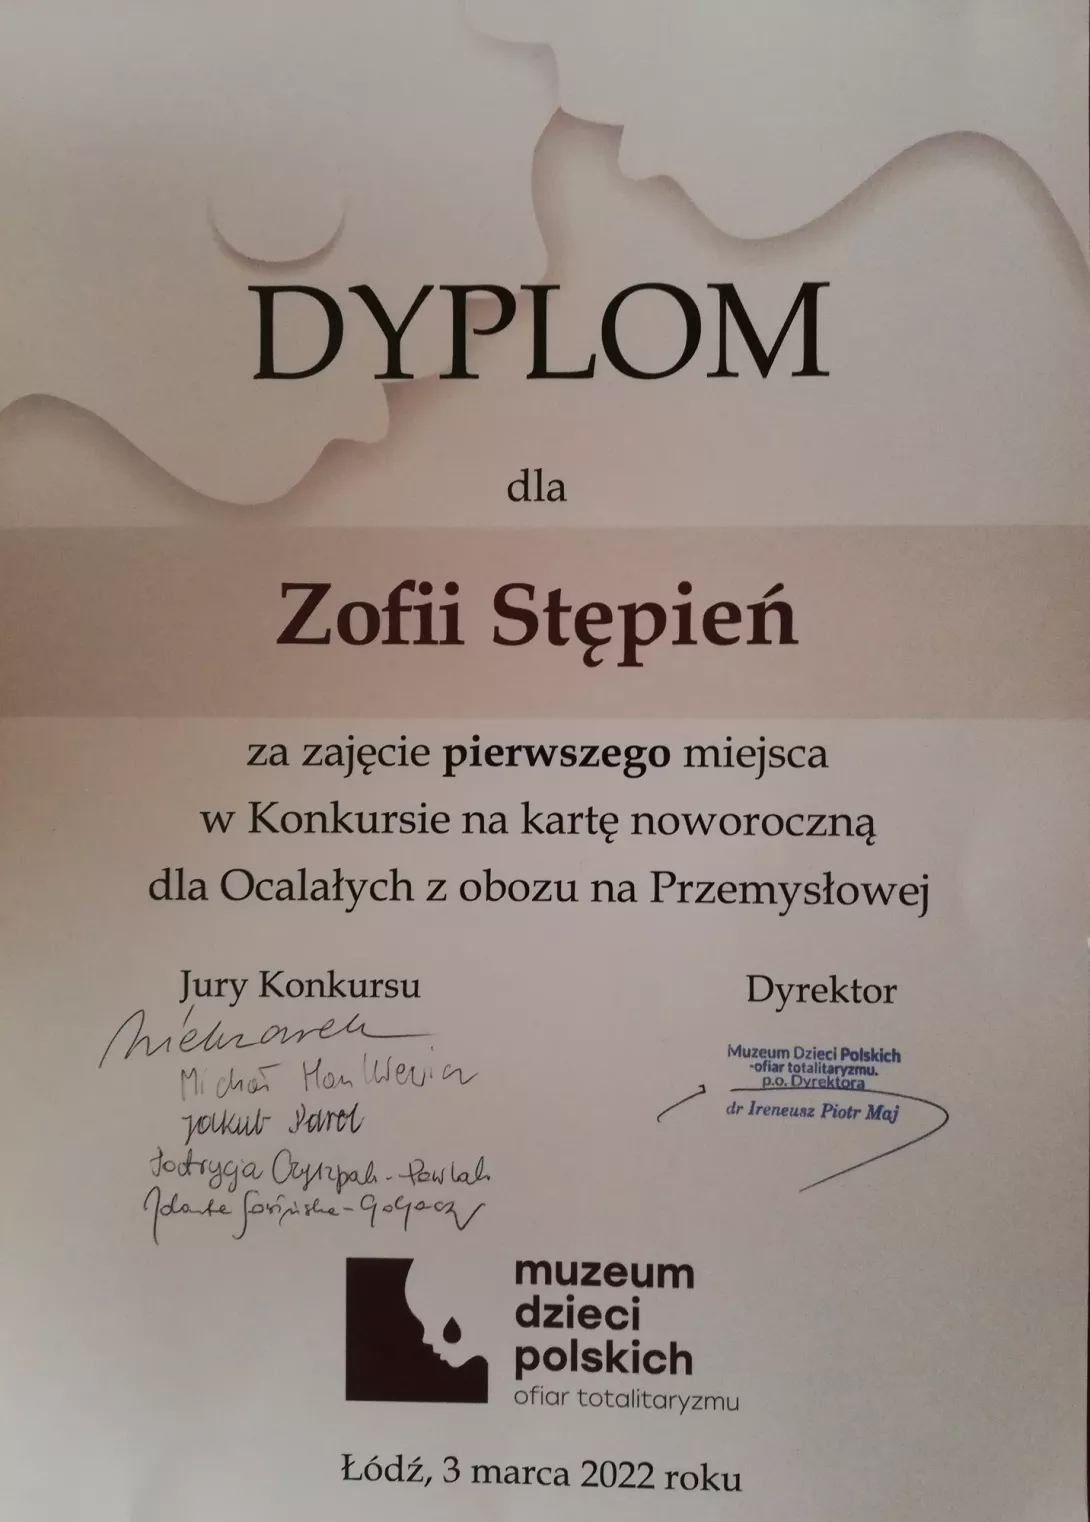 DYPLOM
dla
Zofii Stępień
za zajęcie pierwszego miejsca
w Konkursie na kartę noworoczną
dla Ocalałych z obozu na Przemysłowej
Jury Konkursu
Michał
Jakub
Dyrektor
Muzeum Dzieci Polskich
-ofiar totalitaryzmu.
p.o. Dyrektora
dr Ireneusz Piotr Maj
muzeum
dzieci
polskich
ofiar totalitaryzmu
Łódź, 3 marca 2022 roku